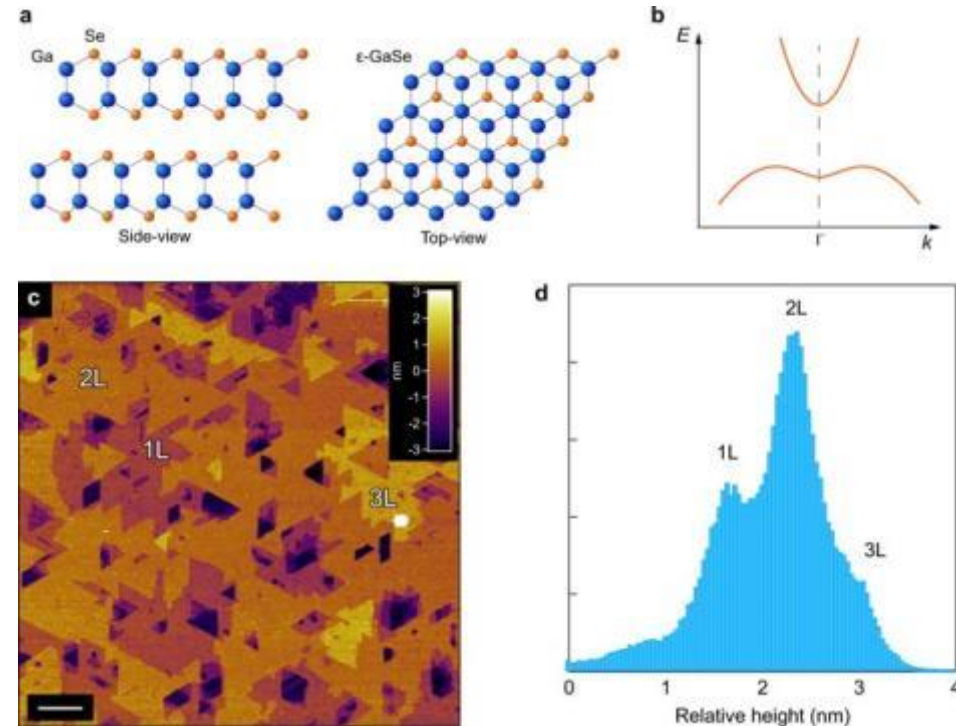 a
Se
Ga
ε-GaSe
Side-view
Top-view
b
E
Γ
k
c
2L
1L
3L
3
2
1
0
-1
-2
-3
nm
d
2L
1L
3L
0 1 2 3 4
Relative height (nm)